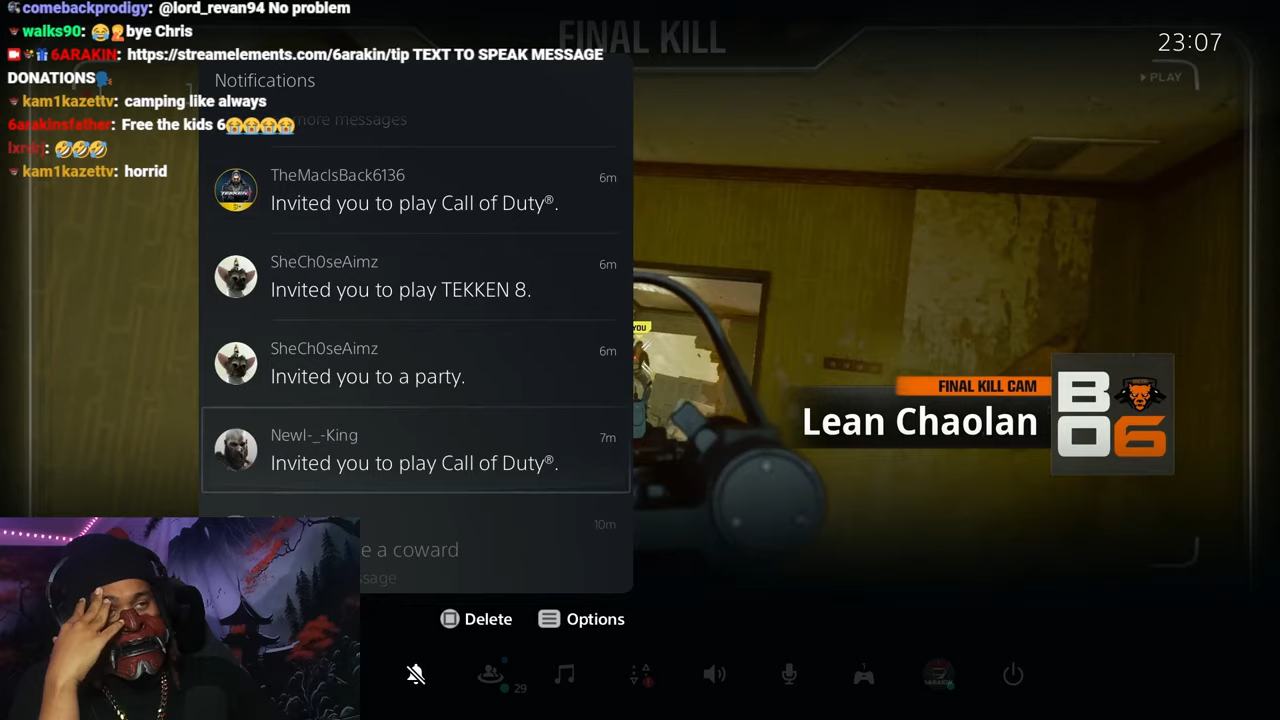 comebackprodigy: @lord_revan94 No problem
walks90: 😂🤦bye Chris
6ARAKIN: https://streamelements.com/6arakin/tip TEXT TO SPEAK MESSAGE
DONATIONS🗣
kam1kazettv: camping like always
6arakinsfather: Free the kids 6😭😭😭😭
lxrdrj: 🤣🤣🤣
kam1kazettv: horrid
FINAL KILL
23:07
PLAY
Notifications
more messages
TheMacIsBack6136
6m
Invited you to play Call of Duty®.
SheCh0seAimz
6m
Invited you to play TEKKEN 8.
SheCh0seAimz
6m
Invited you to a party.
Newl-_-King
7m
Invited you to play Call of Duty®.
10m
e a coward
ssage
YOU
FINAL KILL CAM
Lean Chaolan
BO6
Delete
Options
29